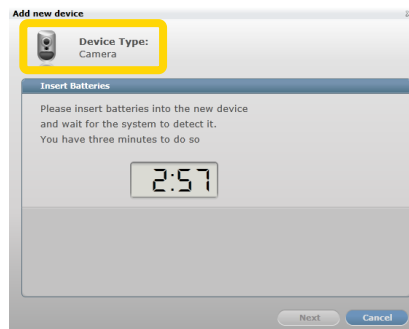 Add new device
Device Type:
Camera
Insert Batteries
Please insert batteries into the new device
and wait for the system to detect it.
You have three minutes to do so
2:57
Next
Cancel